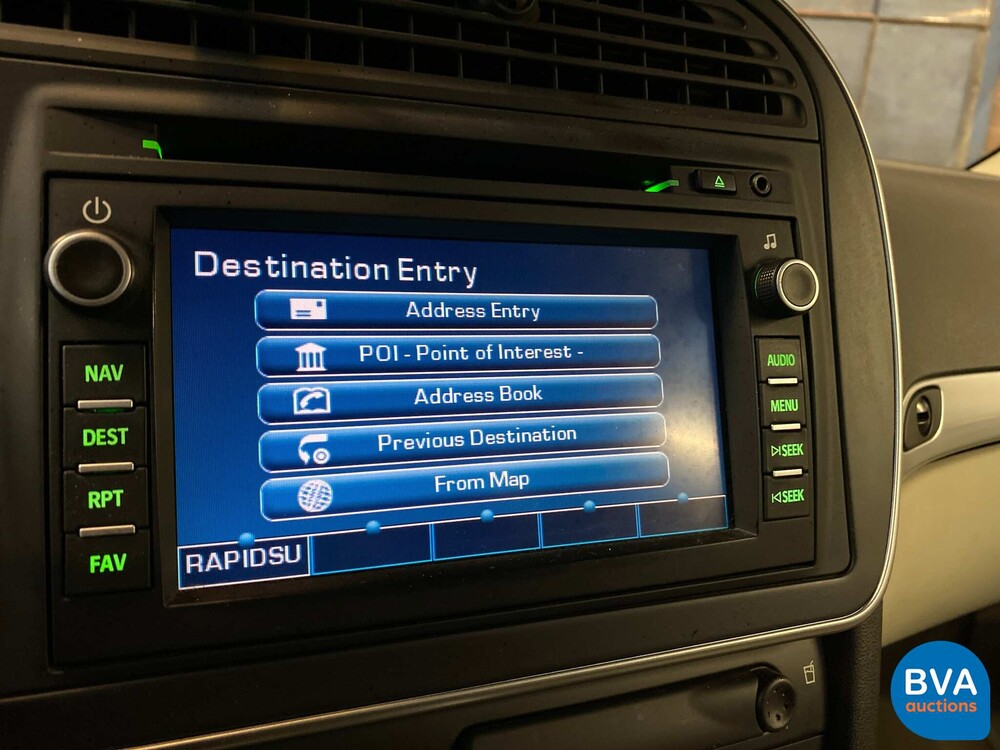 Destination Entry
Address Entry
POI - Point of Interest -
Address Book
Previous Destination
From Map
RAPIDSU
NAV
DEST
RPT
FAV
AUDIO
MENU
SEEK
SEEK
BVA
auctions